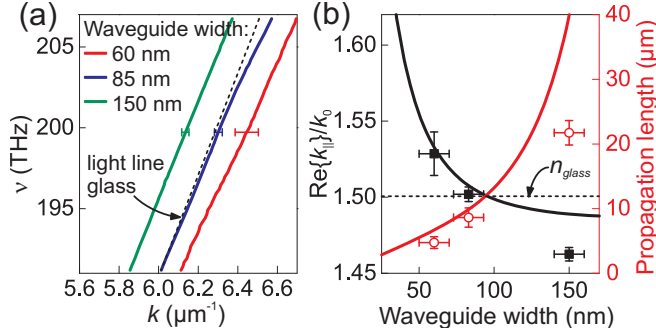 (a)
Waveguide width:
60 nm
85 nm
150 nm
light line
glass
205
200
195
ν (THz)
5.6 5.8 6.0 6.2 6.4 6.6
k (μm⁻¹)
(b)
1.60
1.55
1.50
1.45
Re{k||}/k0
nglass
40
30
20
10
0
Propagation length (μm)
50 100 150
Waveguide width (nm)